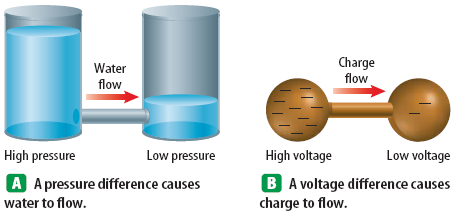 Water
flow
High pressure
Low pressure
A A pressure difference causes
water to flow.
Charge
flow
High voltage
Low voltage
B A voltage difference causes
charge to flow.